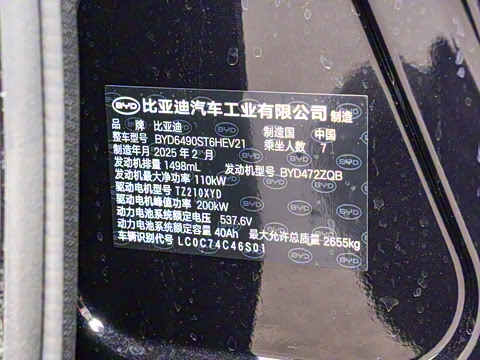 BYD 比亚迪汽车工业有限公司 制造
品 牌 比亚迪 制造国 中国
整车型号 BYD6490ST6HEV21 乘坐人数 7
制造年月 2025 年 2 月
发动机排量 1498mL 发动机型号 BYD472ZQB
发动机最大净功率 110kW
驱动电机型号 TZ210XYD
驱动电机峰值功率 200kW
动力电池系统额定电压 537.6V
动力电池系统额定容量 40Ah 最大允许总质量 2655kg
车辆识别代号 LC0C74C46S01